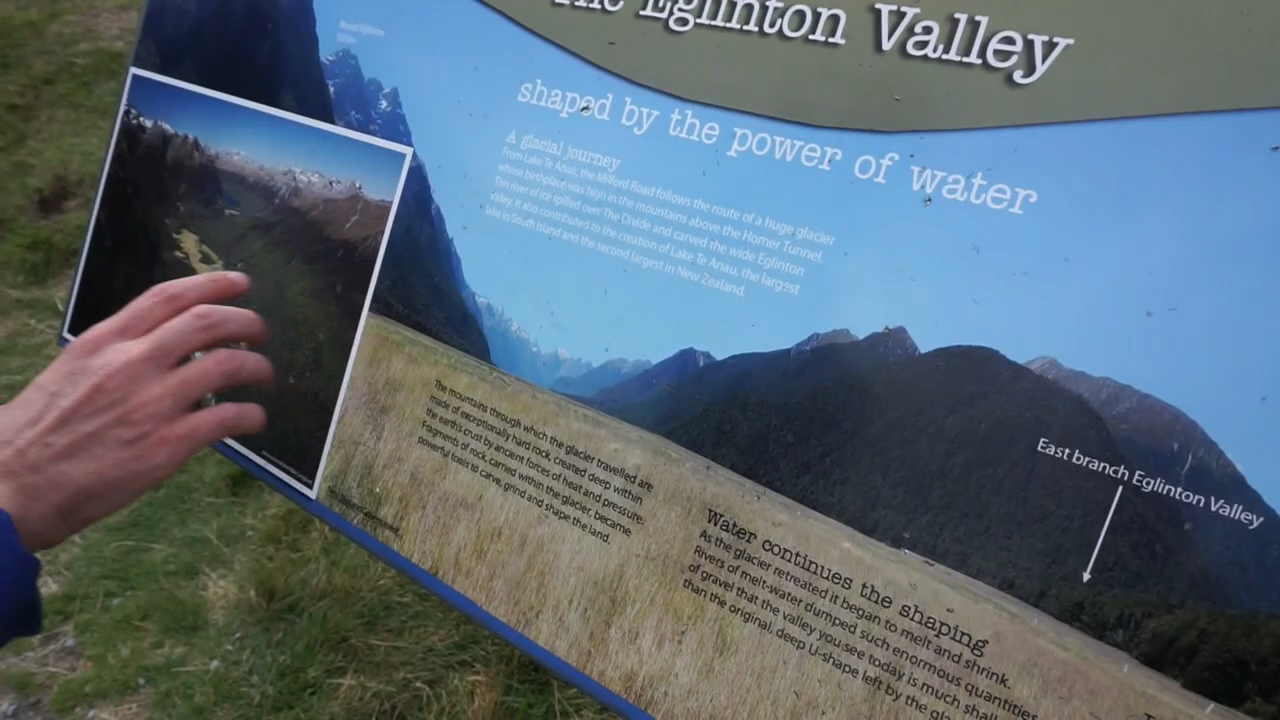 The Eglinton Valley
shaped by the power of water
A glacial journey
From Lake Te Anau, the Milford Road follows the route of a huge glacier
whose birthplace was high in the mountains above the Homer Tunnel.
This river of ice spilled over The Divide and carved the wide Eglinton
Valley. It also contributed to the creation of Lake Te Anau, the largest
lake in South Island and the second largest in New Zealand.
The mountains through which the glacier travelled are
made of exceptionally hard rock, created deep within
the earth's crust by ancient forces of heat and pressure.
Fragments of rock, carried within the glacier, became
powerful tools to carve, grind and shape the land.
East branch Eglinton Valley
Water continues the shaping
As the glacier retreated it began to melt and shrink.
Rivers of melt-water dumped such enormous quantities
of gravel that the valley you see today is much shall
than the original, deep U-shape left by the gla